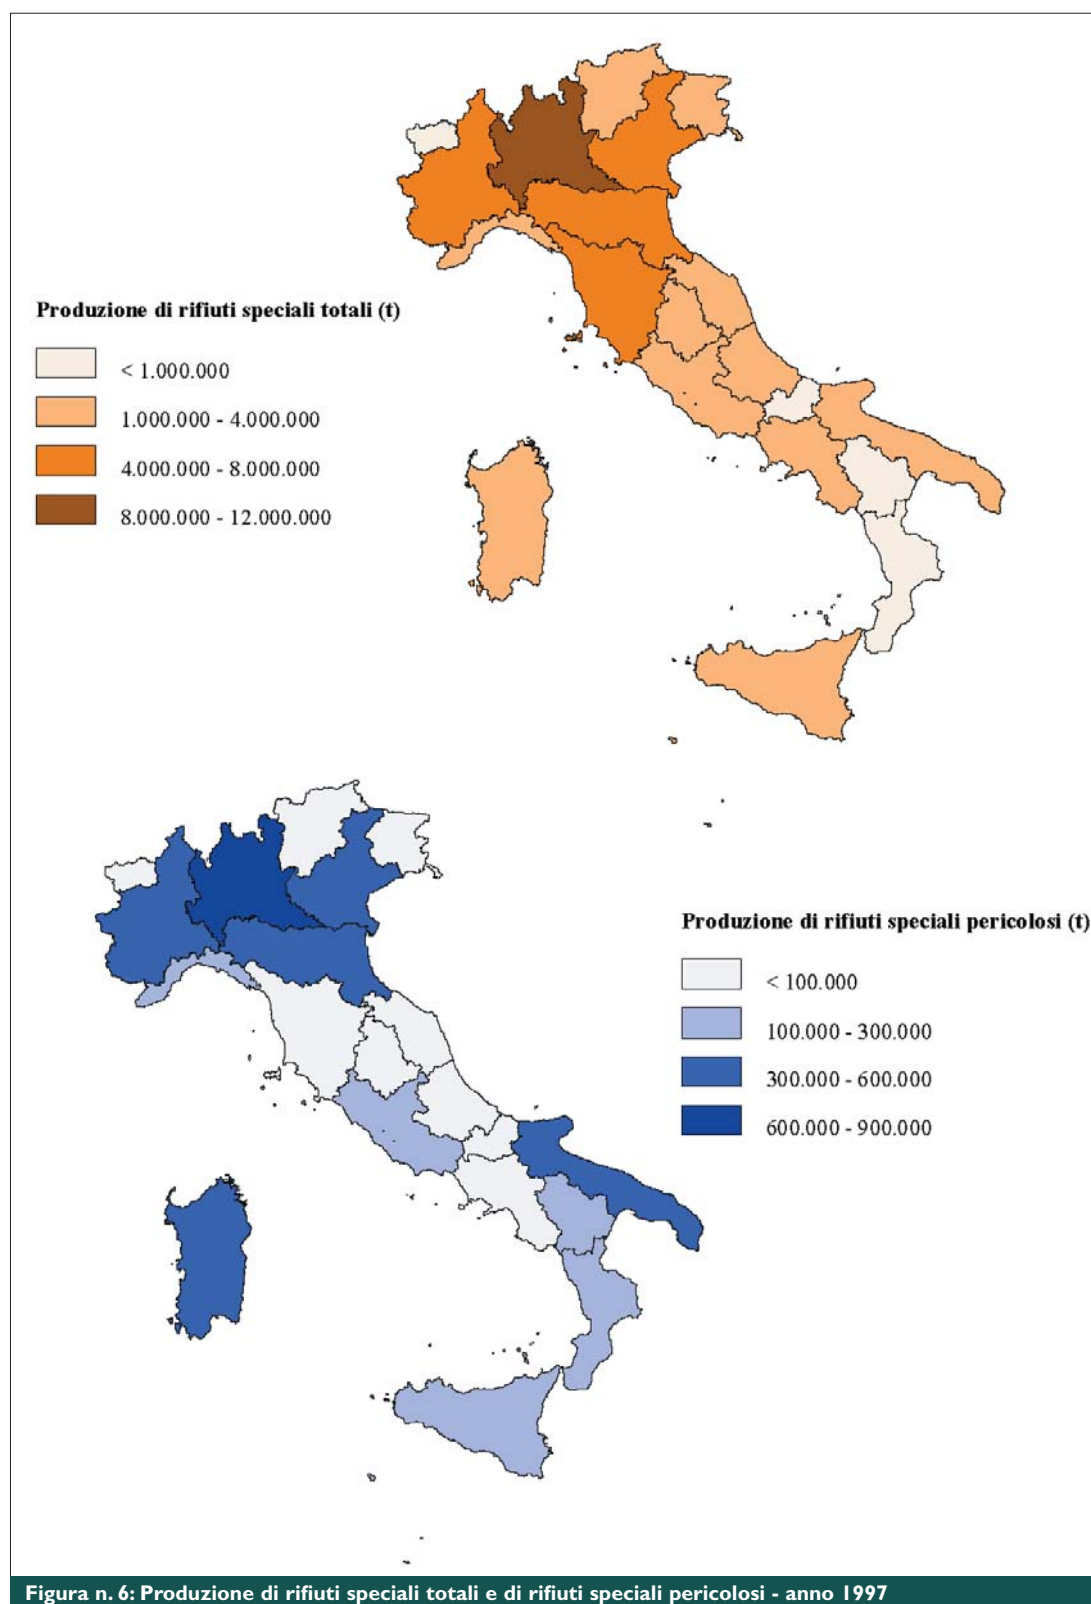 Produzione di rifiuti speciali totali (t)
< 1.000.000
1.000.000 - 4.000.000
4.000.000 - 8.000.000
8.000.000 - 12.000.000
Produzione di rifiuti speciali pericolosi (t)
< 100.000
100.000 - 300.000
300.000 - 600.000
600.000 - 900.000
Figura n. 6: Produzione di rifiuti speciali totali e di rifiuti speciali pericolosi - anno 1997